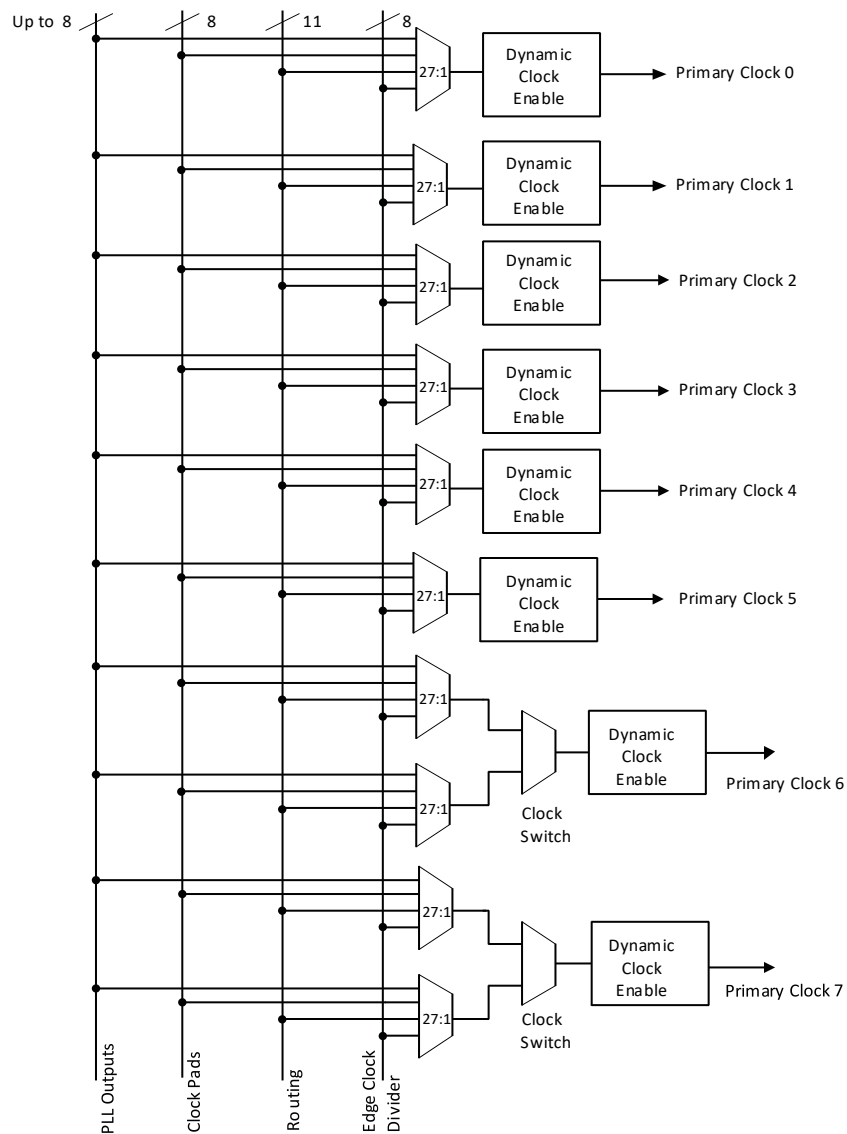 Up to 8
8
11
8
27:1
Dynamic
Clock
Enable
Primary Clock 0
27:1
Dynamic
Clock
Enable
Primary Clock 1
27:1
Dynamic
Clock
Enable
Primary Clock 2
27:1
Dynamic
Clock
Enable
Primary Clock 3
27:1
Dynamic
Clock
Enable
Primary Clock 4
27:1
Dynamic
Clock
Enable
Primary Clock 5
27:1
27:1
Clock
Switch
Dynamic
Clock
Enable
Primary Clock 6
27:1
27:1
Clock
Switch
Dynamic
Clock
Enable
Primary Clock 7
PLL Outputs
Clock Pads
Routing
Edge Clock
Divider